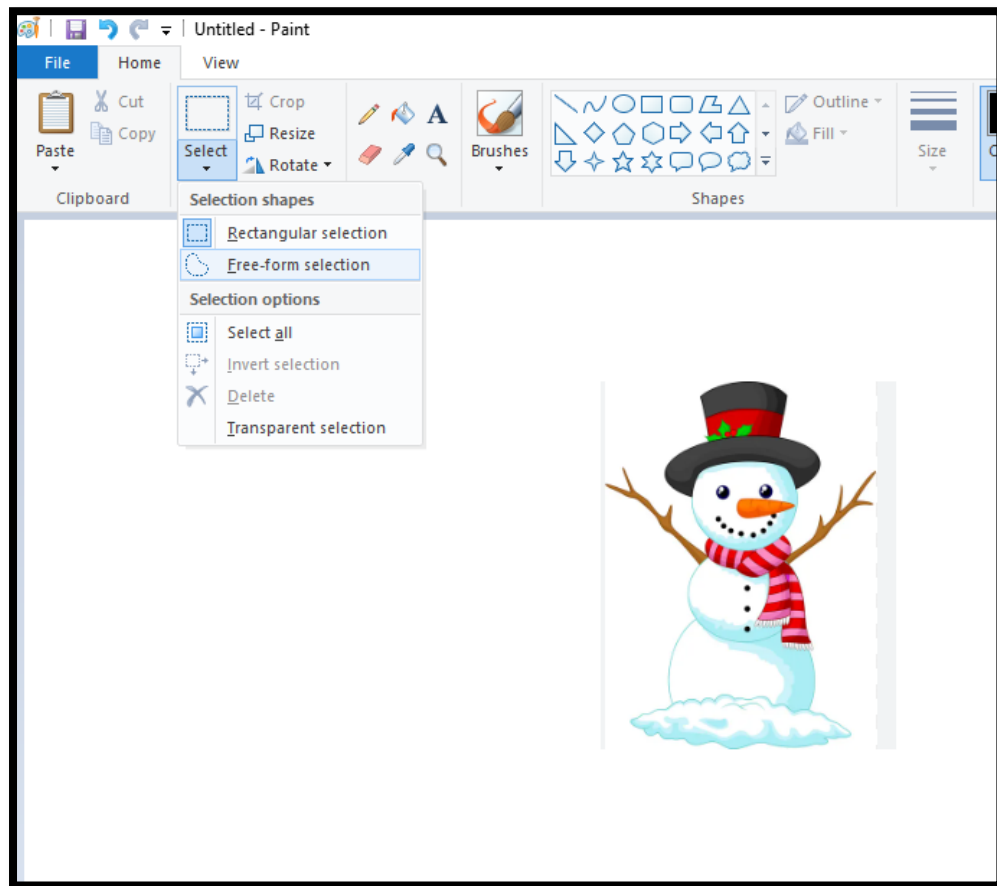 Untitled - Paint
File Home View
Paste
Cut
Copy
Clipboard
Select
Crop
Resize
Rotate
A
Brushes
Shapes
Outline
Fill
Size
Selection shapes
Rectangular selection
Free-form selection
Selection options
Select all
Invert selection
Delete
Transparent selection